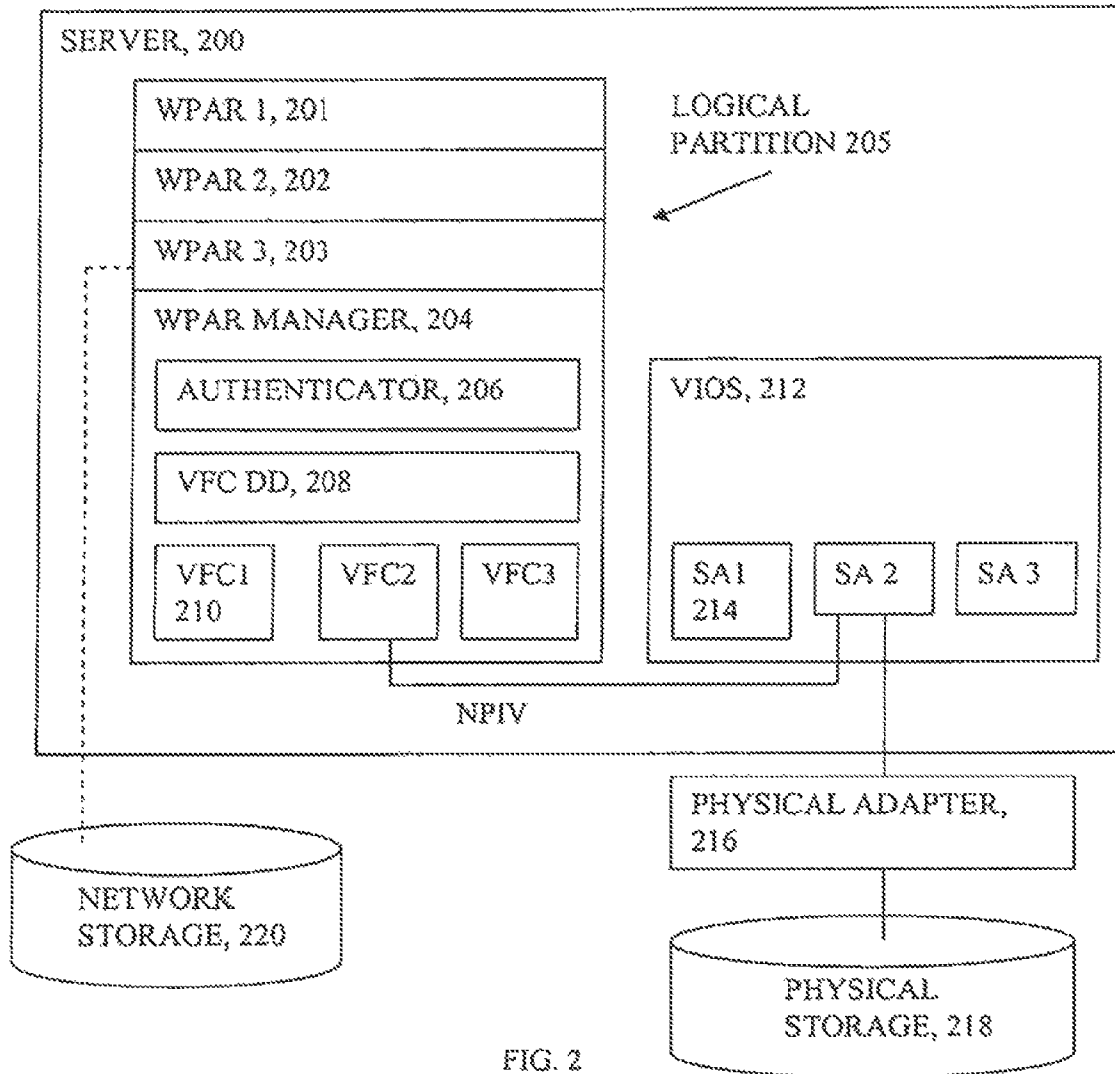 SERVER, 200
WPAR 1, 201
WPAR 2, 202
WPAR 3, 203
LOGICAL
PARTITION 205
WPAR MANAGER, 204
AUTHENTICATOR, 206
VFC DD, 208
VFC1
210
VFC2
VFC3
VIOS, 212
SA1
214
SA 2
SA 3
NPIV
PHYSICAL ADAPTER,
216
NETWORK
STORAGE, 220
PHYSICAL
STORAGE, 218
FIG. 2